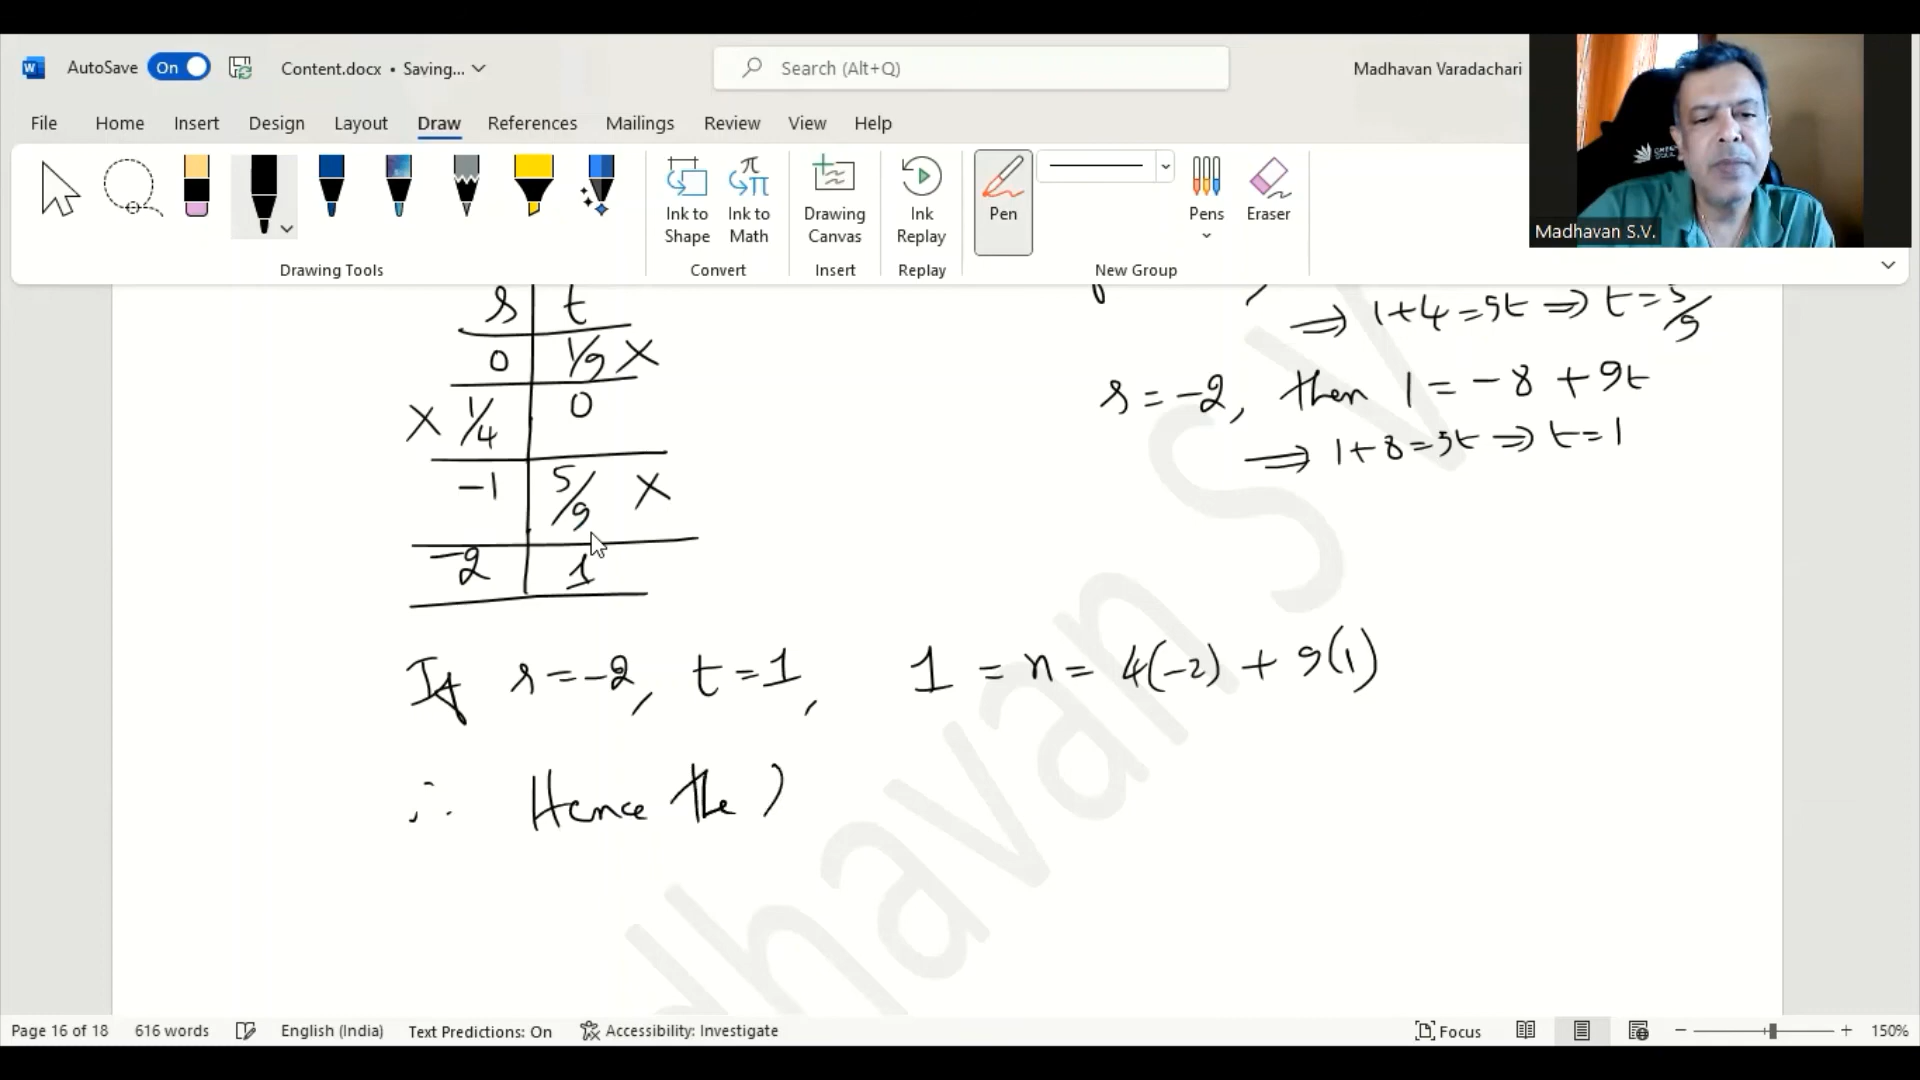 AutoSave On Content.docx • Saving... Search (Alt+Q) Madhavan Varadachari
File Home Insert Design Layout Draw References Mailings Review View Help
Ink to Shape Ink to Math Drawing Canvas Ink Replay Pen Pens Eraser
Drawing Tools Convert Insert Replay New Group
Madhavan S.V.
s t
0 1/9 X
X 1/4 0
-1 5/9 X
-2 1
⇒ 1+4=9t ⇒ t=5/9
s=-2, then 1 = -8 + 9t
⇒ 1+8=9t ⇒ t=1
If s=-2, t=1, 1 = n = 4(-2) + 9(1)
∴ Hence the
dhavan S V
Page 16 of 18 616 words English (India) Text Predictions: On Accessibility: Investigate Focus 150%